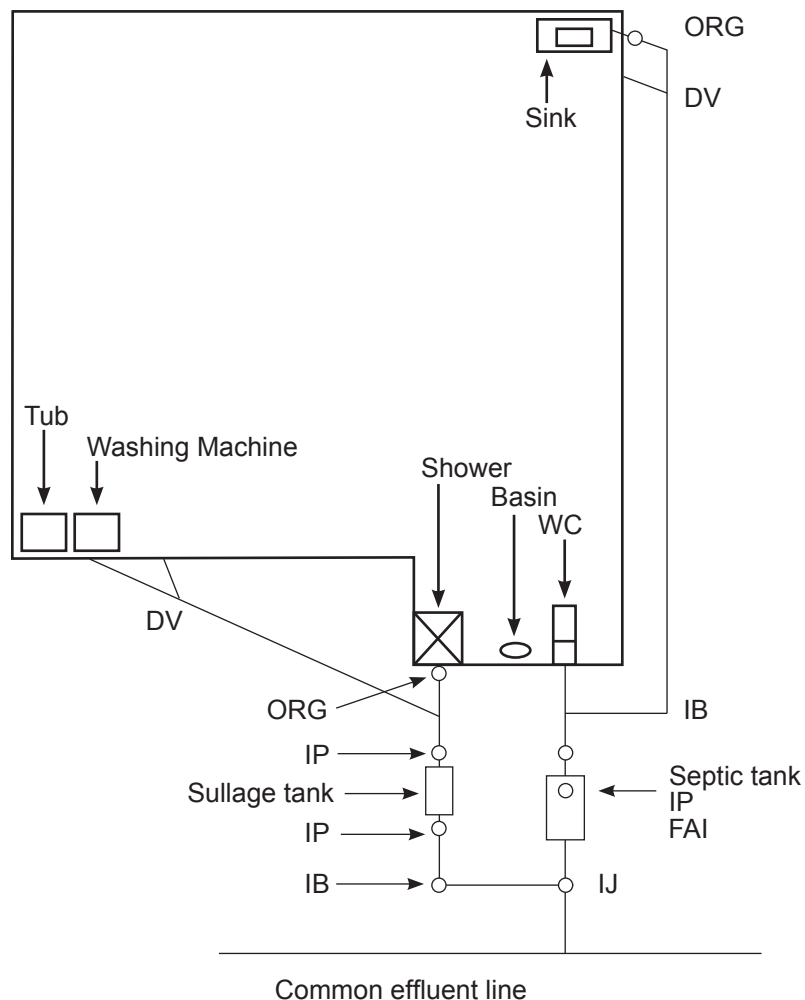 ORG
DV
Sink
Tub
Washing Machine
Shower
Basin
WC
DV
ORG
IB
IP
Septic tank
Sullage tank
IP
FAI
IP
IB
IJ
Common effluent line